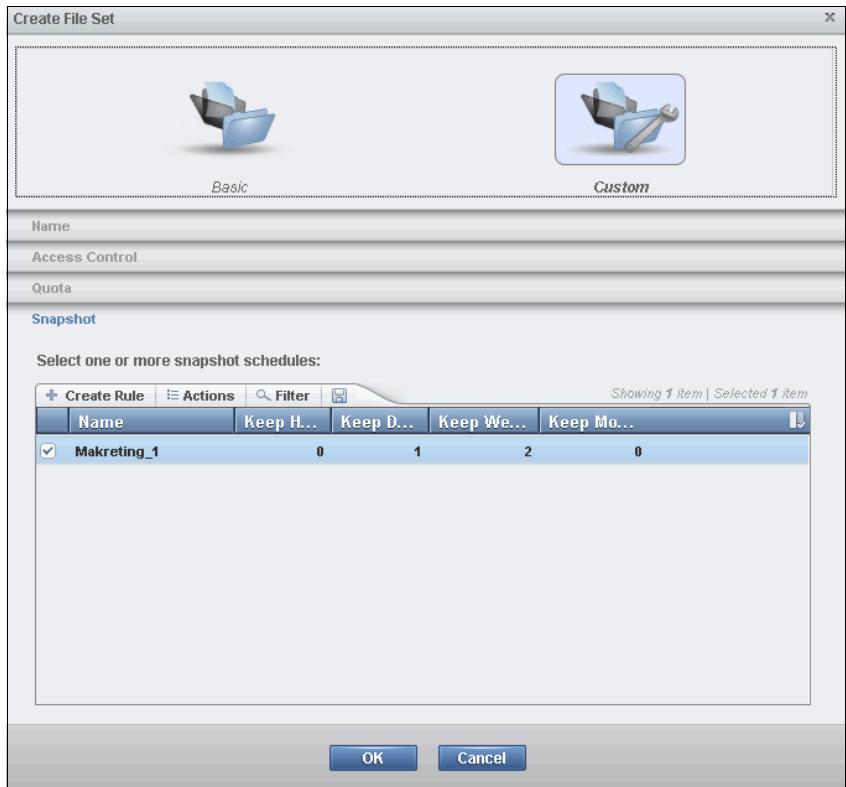 Create File Set x
Basic Custom
Name
Access Control
Quota
Snapshot
Select one or more snapshot schedules:
Create Rule Actions Filter Showing 1 item | Selected 1 item
Name Keep H... Keep D... Keep We... Keep Mo...
Makreting_1 0 1 2 0
OK Cancel